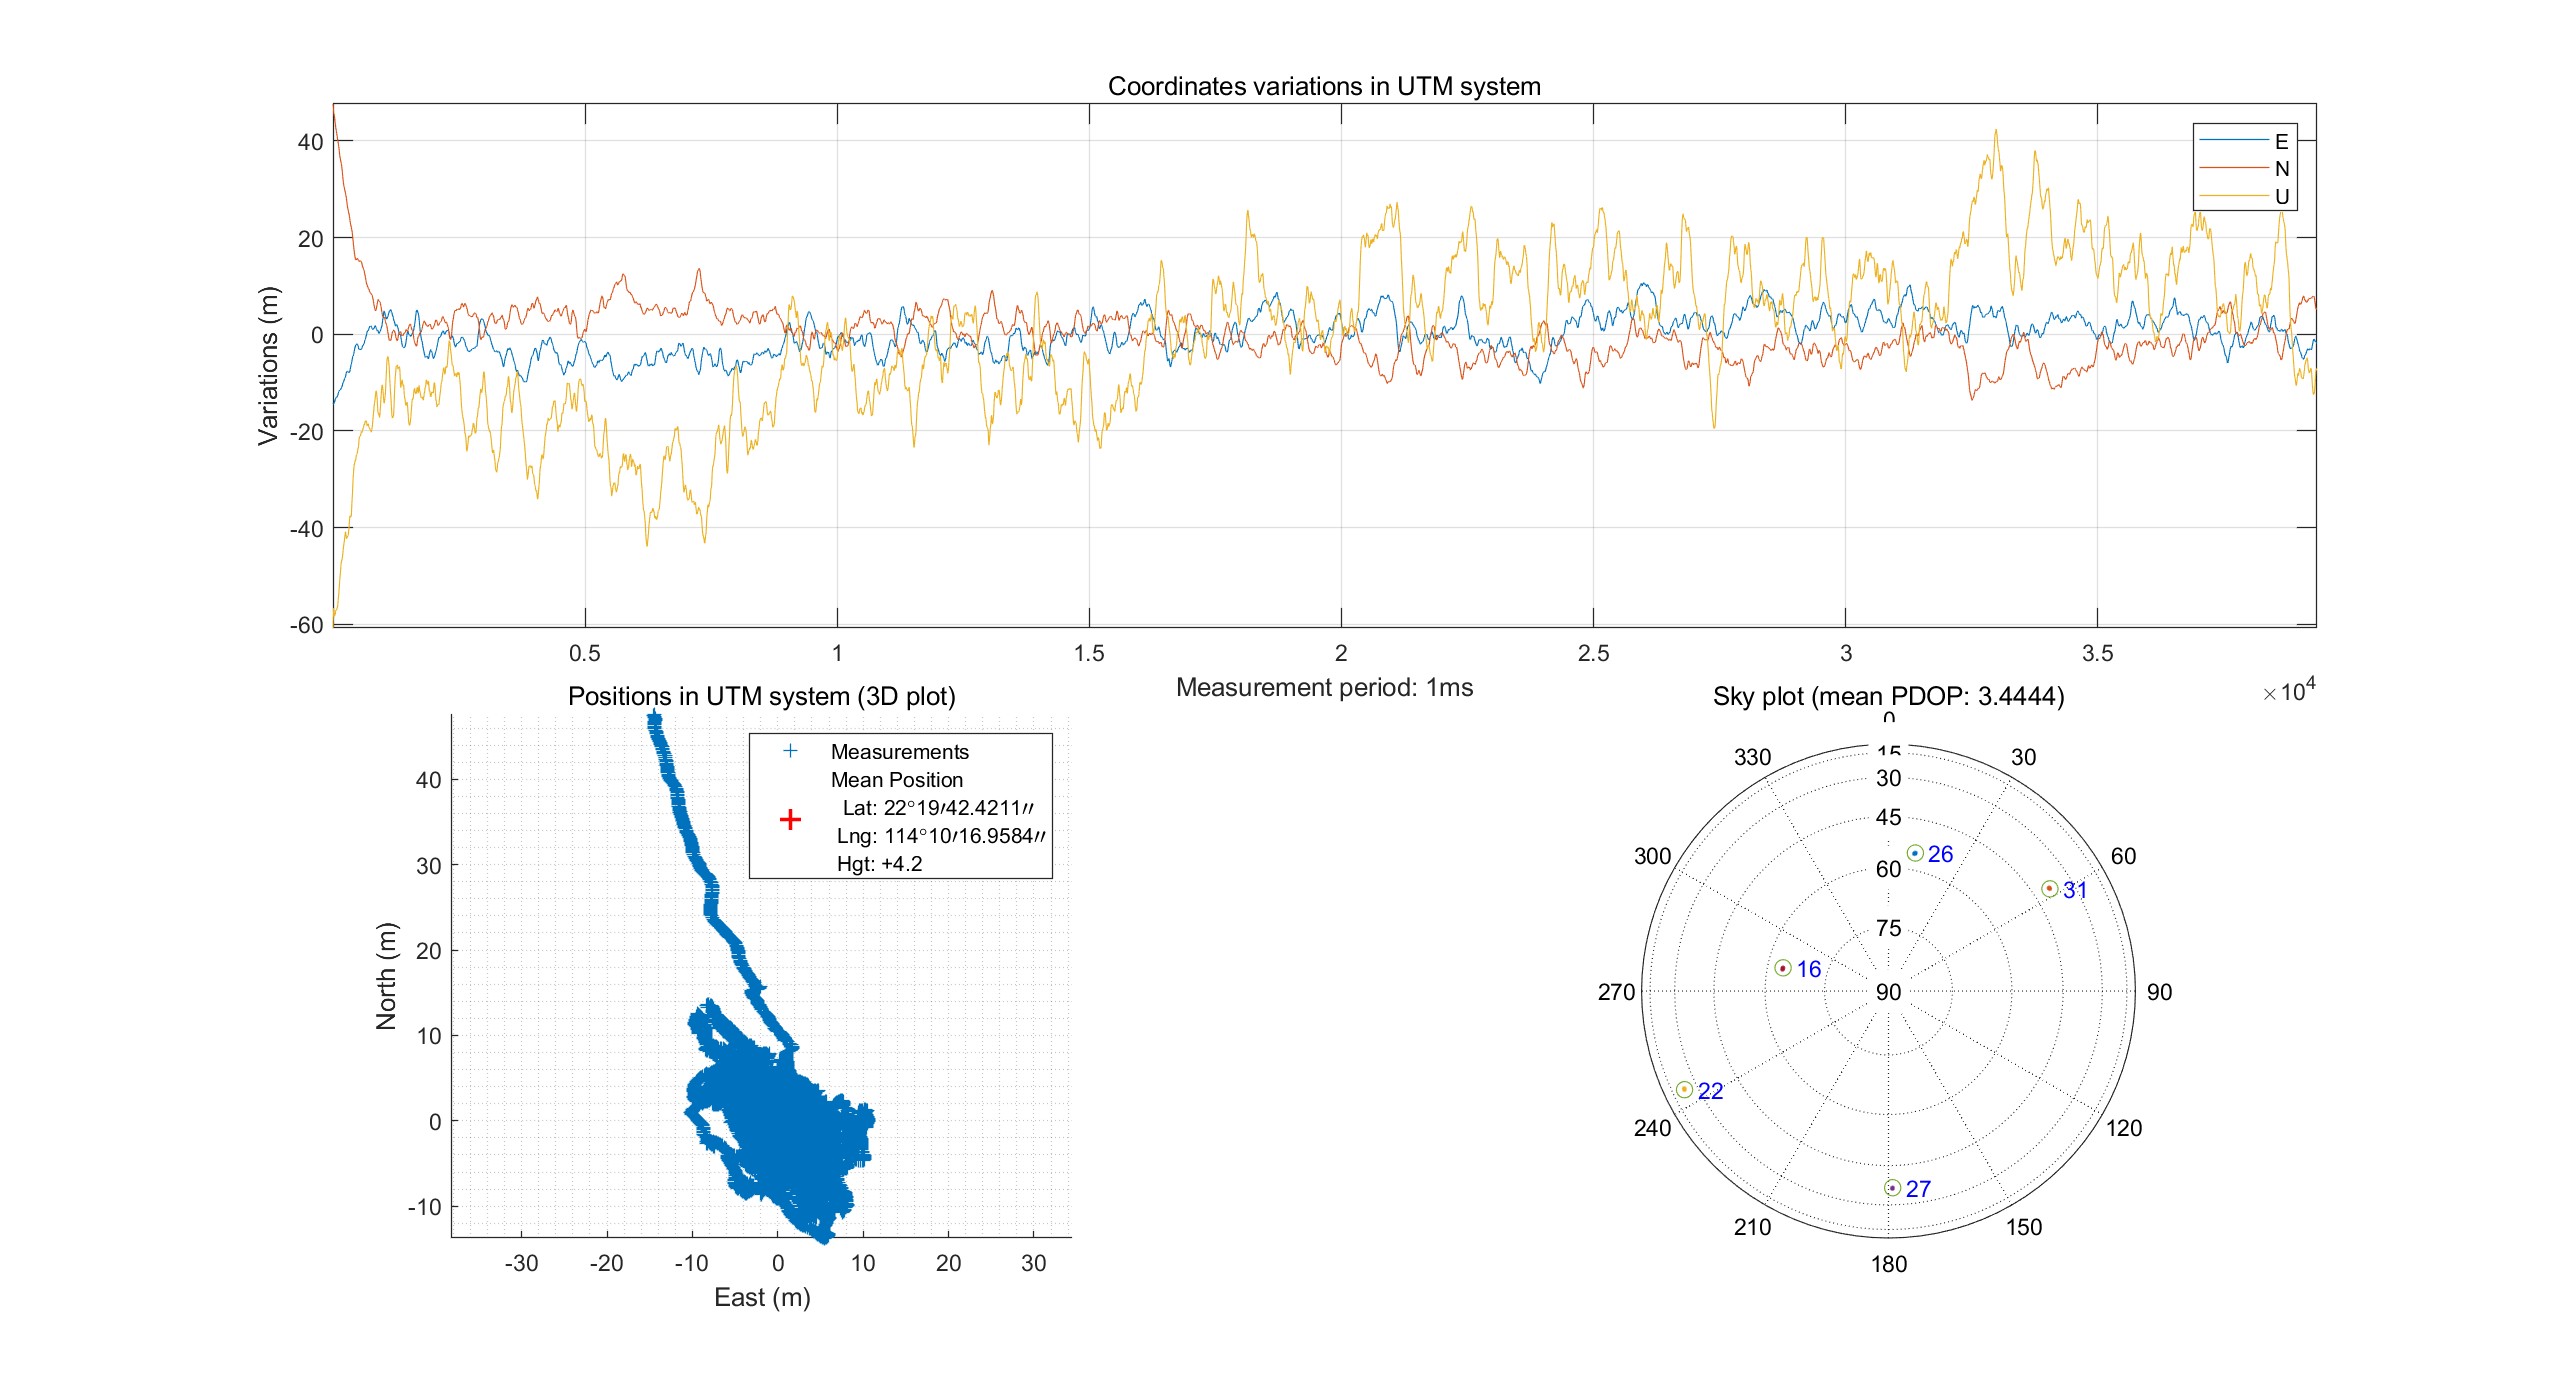 Coordinates variations in UTM system
Variations (m)
40
20
0
-20
-40
-60
E
N
U
0.5 1 1.5 2 2.5 3 3.5
Measurement period: 1ms
×10⁴
Positions in UTM system (3D plot)
North (m)
40
30
20
10
0
-10
-30 -20 -10 0 10 20 30
East (m)
Measurements
Mean Position
Lat: 22°19′42.4211″
Lng: 114°10′16.9584″
Hgt: +4.2
Sky plot (mean PDOP: 3.4444)
0
330 15 30
30
45
26
300 60 60
31
75
16
270 90 90
22
240 120
27
210 150
180